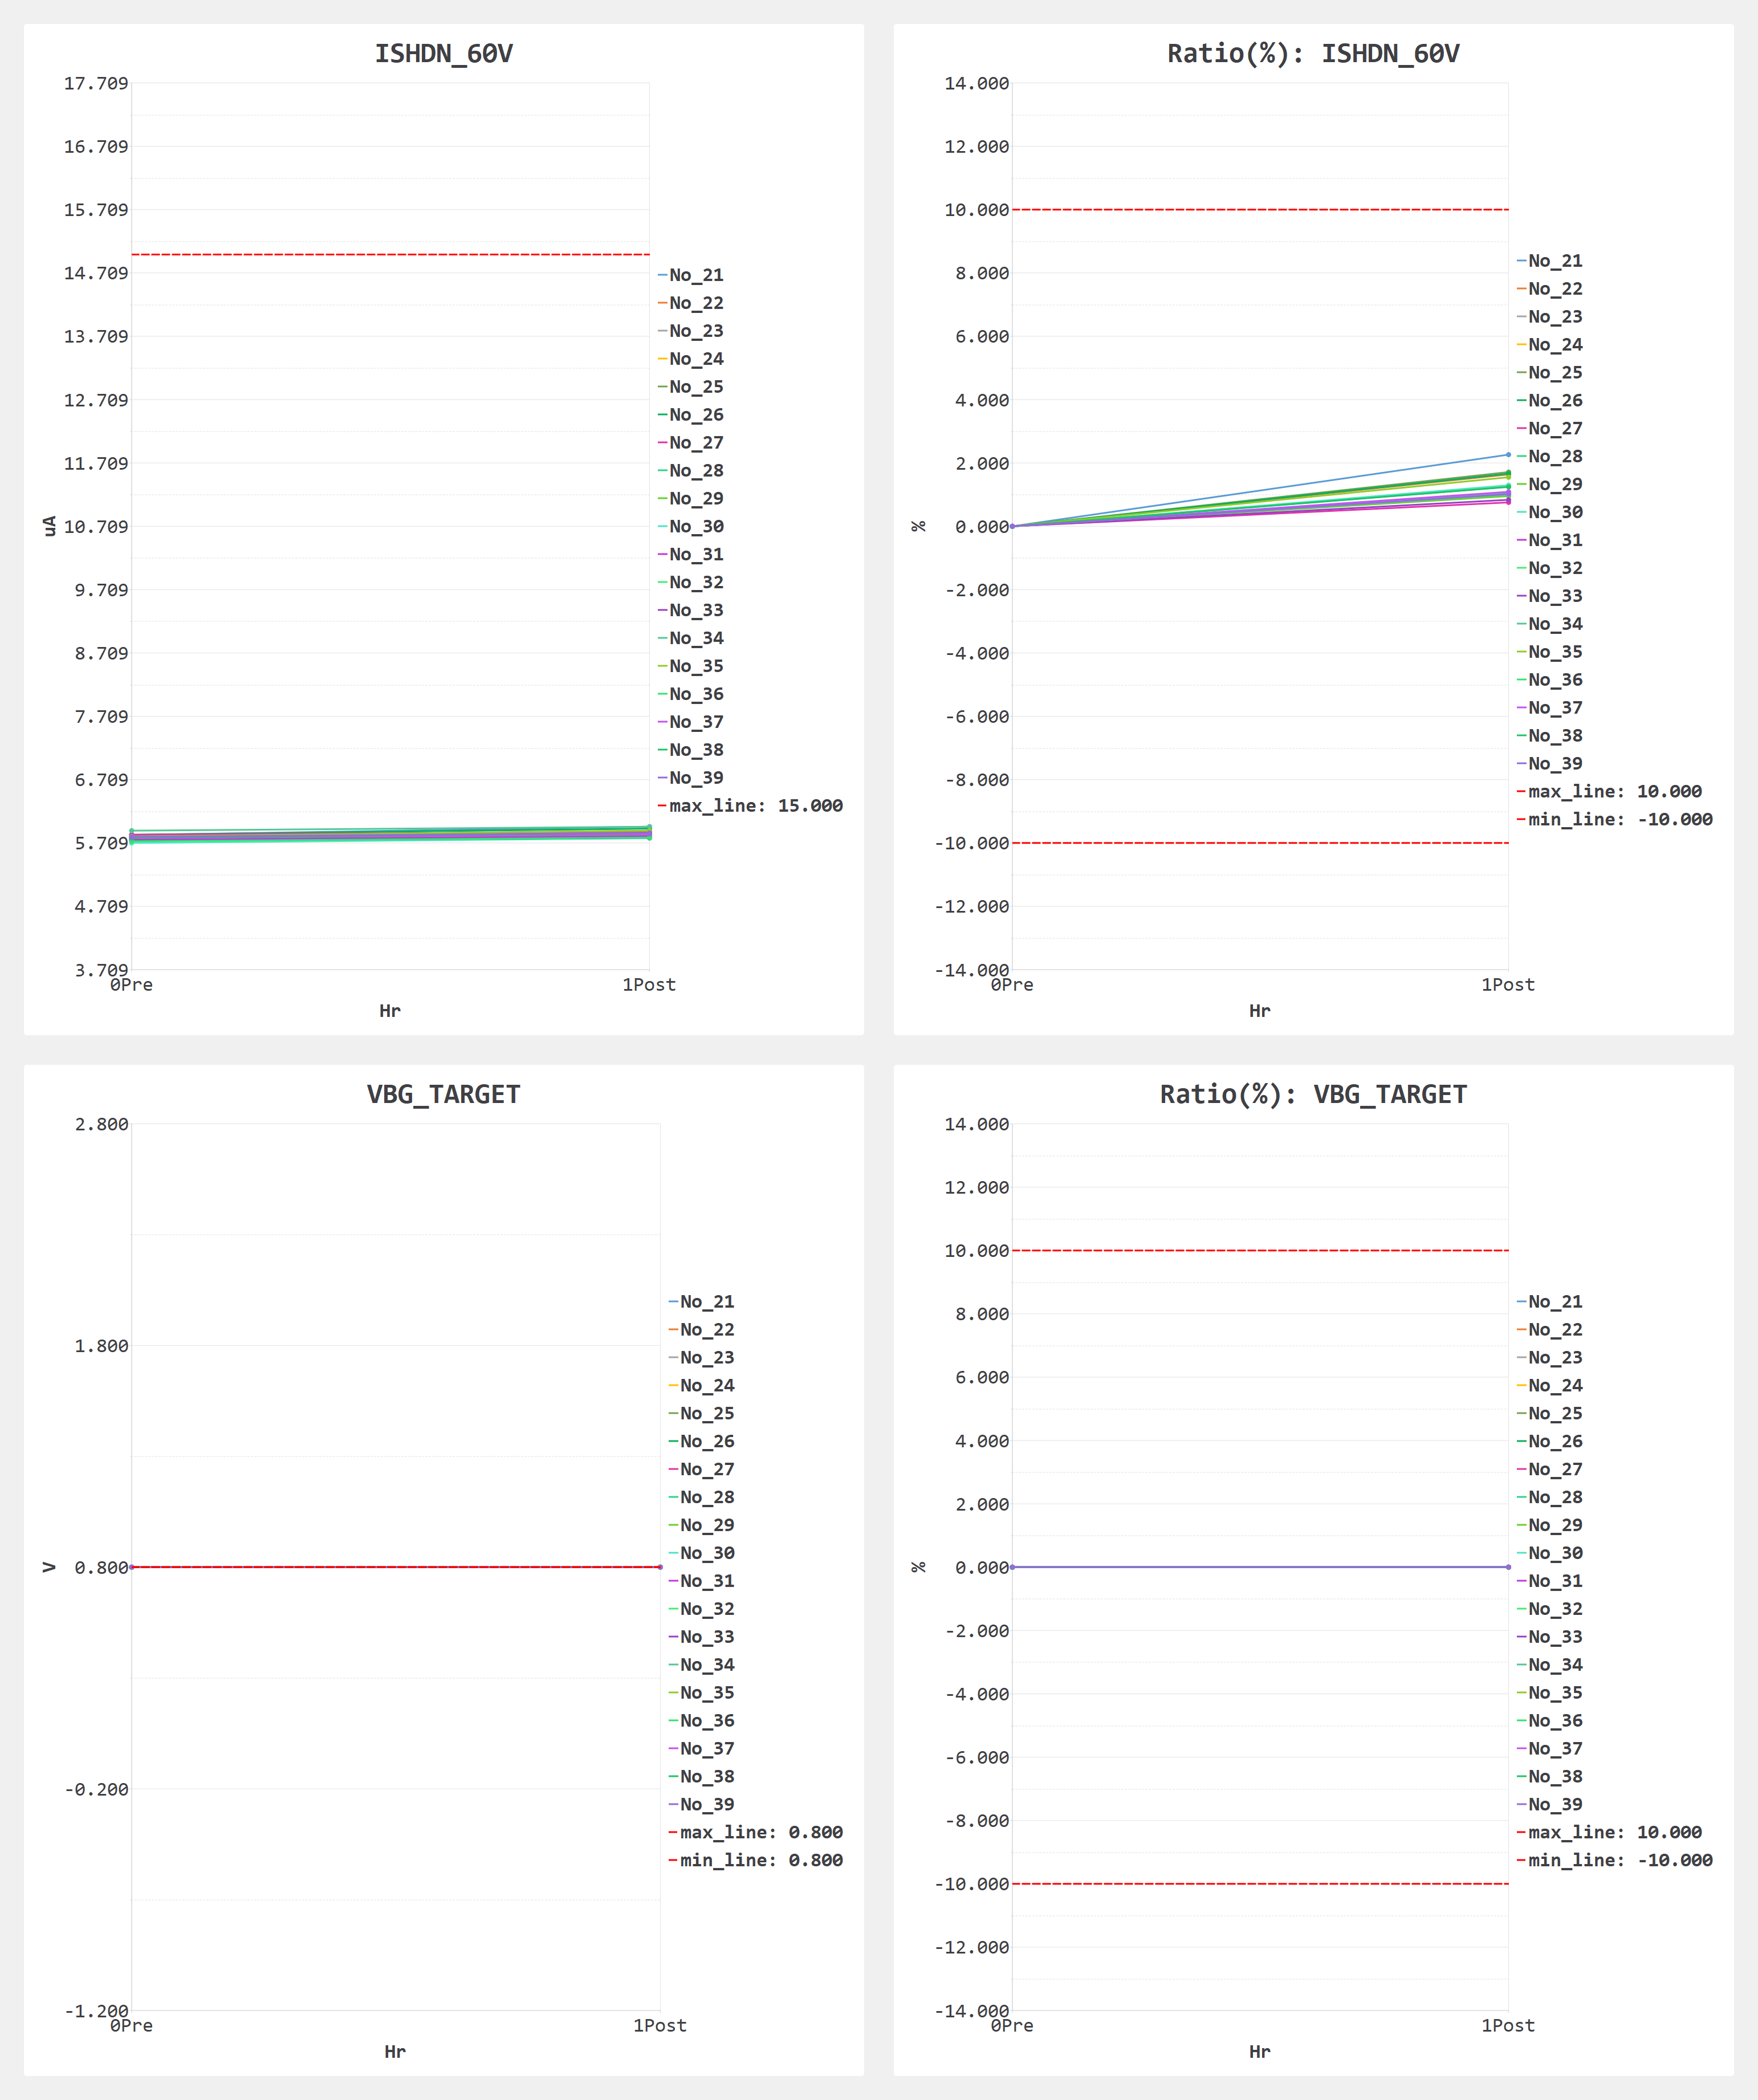 ISHDN_60V
17.709
16.709
15.709
14.709
13.709
12.709
11.709
10.709
9.709
8.709
7.709
6.709
5.709
4.709
3.709
uA
0Pre
1Post
Hr
No_21
No_22
No_23
No_24
No_25
No_26
No_27
No_28
No_29
No_30
No_31
No_32
No_33
No_34
No_35
No_36
No_37
No_38
No_39
max_line: 15.000
Ratio(%): ISHDN_60V
14.000
12.000
10.000
8.000
6.000
4.000
2.000
0.000
-2.000
-4.000
-6.000
-8.000
-10.000
-12.000
-14.000
%
0Pre
1Post
Hr
No_21
No_22
No_23
No_24
No_25
No_26
No_27
No_28
No_29
No_30
No_31
No_32
No_33
No_34
No_35
No_36
No_37
No_38
No_39
max_line: 10.000
min_line: -10.000
VBG_TARGET
2.800
1.800
0.800
-0.200
-1.200
V
0Pre
1Post
Hr
No_21
No_22
No_23
No_24
No_25
No_26
No_27
No_28
No_29
No_30
No_31
No_32
No_33
No_34
No_35
No_36
No_37
No_38
No_39
max_line: 0.800
min_line: 0.800
Ratio(%): VBG_TARGET
14.000
12.000
10.000
8.000
6.000
4.000
2.000
0.000
-2.000
-4.000
-6.000
-8.000
-10.000
-12.000
-14.000
%
0Pre
1Post
Hr
No_21
No_22
No_23
No_24
No_25
No_26
No_27
No_28
No_29
No_30
No_31
No_32
No_33
No_34
No_35
No_36
No_37
No_38
No_39
max_line: 10.000
min_line: -10.000